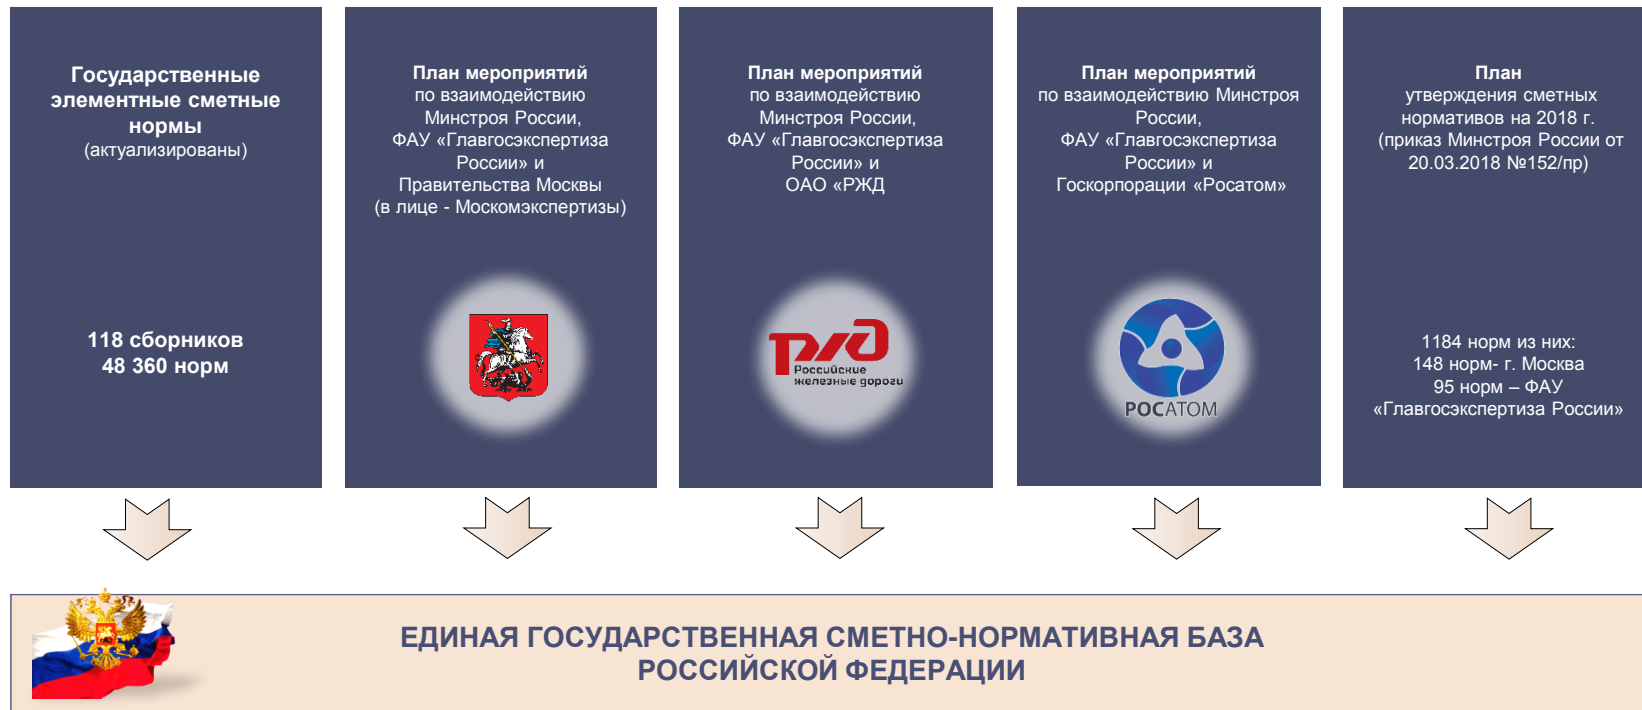 Государственные
элементные сметные
нормы
(актуализированы)
118 сборников
48 360 норм
План мероприятий
по взаимодействию
Минстроя России,
ФАУ «Главгосэкспертиза
России» и
Правительства Москвы
(в лице - Москомэкспертизы)
План мероприятий
по взаимодействию
Минстроя России,
ФАУ «Главгосэкспертиза
России» и
ОАО «РЖД
ржд
Российские
железные дороги
План мероприятий
по взаимодействию Минстроя
России,
ФАУ «Главгосэкспертиза
России» и
Госкорпорации «Росатом»
РОСАТОМ
План
утверждения сметных
нормативов на 2018 г.
(приказ Минстроя России от
20.03.2018 №152/пр)
1184 норм из них:
148 норм- г. Москва
95 норм – ФАУ
«Главгосэкспертиза России»
ЕДИНАЯ ГОСУДАРСТВЕННАЯ СМЕТНО-НОРМАТИВНАЯ БАЗА
РОССИЙСКОЙ ФЕДЕРАЦИИ